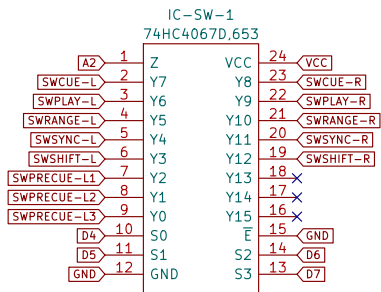 IC-SW-1
74HC4067D,653
A2 1 Z VCC 24 VCC
SWCUE-L 2 Y7 Y8 23 SWCUE-R
SWPLAY-L 3 Y6 Y9 22 SWPLAY-R
SWRANGE-L 4 Y5 Y10 21 SWRANGE-R
SWSYNC-L 5 Y4 Y11 20 SWSYNC-R
SWSHIFT-L 6 Y3 Y12 19 SWSHIFT-R
SWPRECUE-L1 7 Y2 Y13 18
SWPRECUE-L2 8 Y1 Y14 17
SWPRECUE-L3 9 Y0 Y15 16
D4 10 S0 E 15 GND
D5 11 S1 S2 14 D6
GND 12 GND S3 13 D7